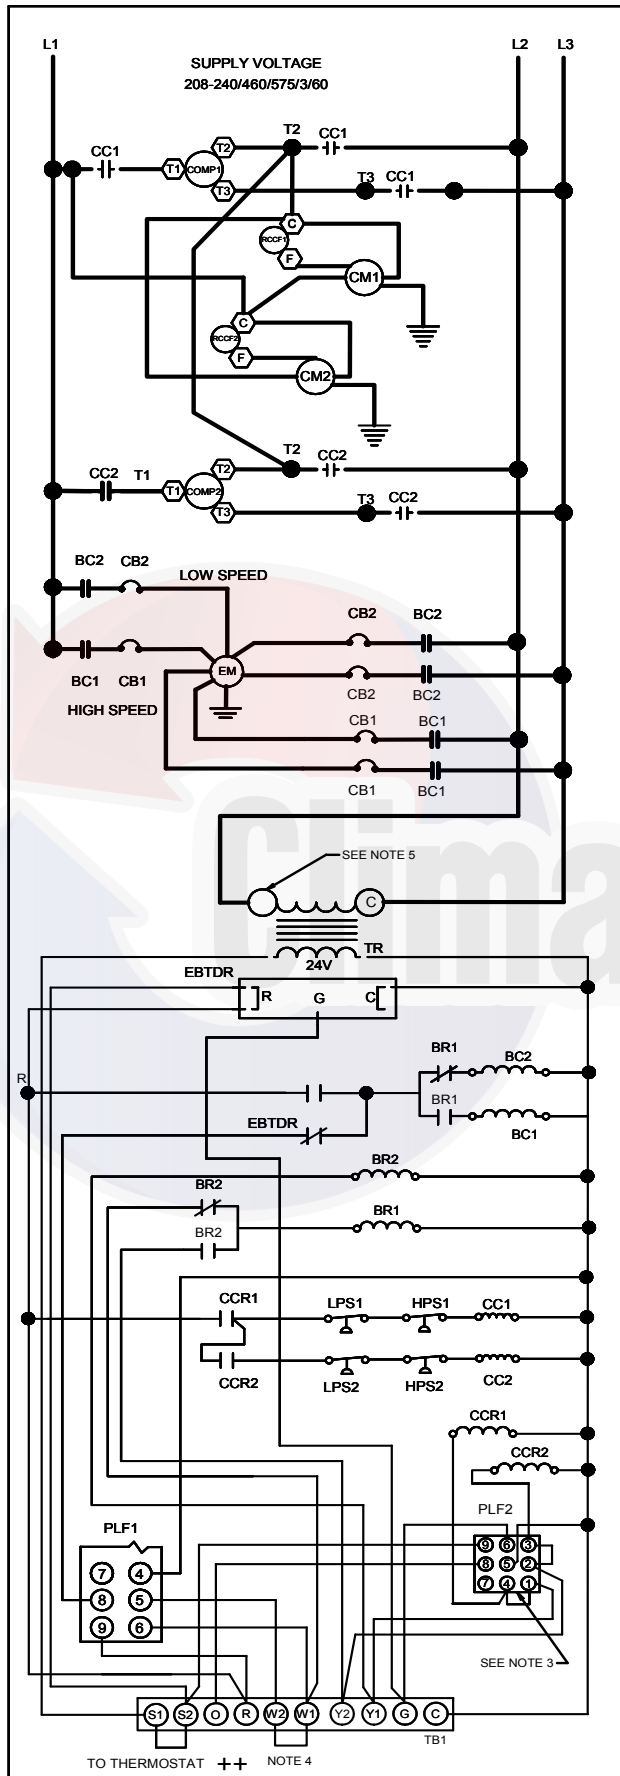 L1 L2 L3
SUPPLY VOLTAGE
208-240/460/575/3/60
T2
CC1
CC1 T2
T1 COMP1 T3 CC1
T3
C
RCCF1
F
CM1
C
RCCF2
F
CM2
T2 CC2
T2
CC2 T1 T1 COMP2 T3 CC2
T3
BC2 CB2 LOW SPEED
CB2 BC2
EM
BC1 CB1 CB2 BC2
HIGH SPEED
CB1 BC1
CB1 BC1
Clima
SEE NOTE 5
C
TR
24V
EBTDR
R G C
BR1 BC2
R
BR1
EBTDR BC1
BR2
BR2
BR1
BR2
CCR1 LPS1 HPS1 CC1
CCR2 LPS2 HPS2 CC2
CCR1
CCR2
PLF2
PLF1
9 6 3
8 5 2
7 4 1
7 4
8 5
9 6
SEE NOTE 3
S1 S2 O R W2 W1 Y2 Y1 G C
TB1
TO THERMOSTAT ++ NOTE 4